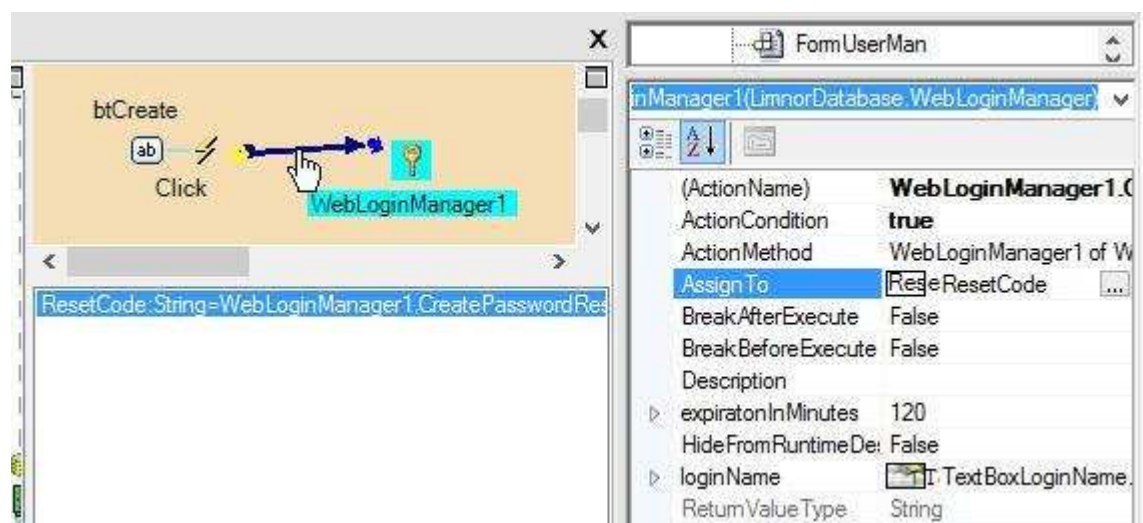 X
btCreate
ab
Click
WebLoginManager1
ResetCode:String=WebLoginManager1.CreatePasswordRes
FormUserMan
inManager1(LimnorDatabase.WebLoginManager)
A
Z
(ActionName) WebLoginManager1.C
ActionCondition true
ActionMethod WebLoginManager1 of W
AssignTo Rese ResetCode ...
BreakAfterExecute False
BreakBeforeExecute False
Description
expiratonInMinutes 120
HideFromRuntimeDe: False
loginName T. TextBoxLoginName.
ReturnValueType String